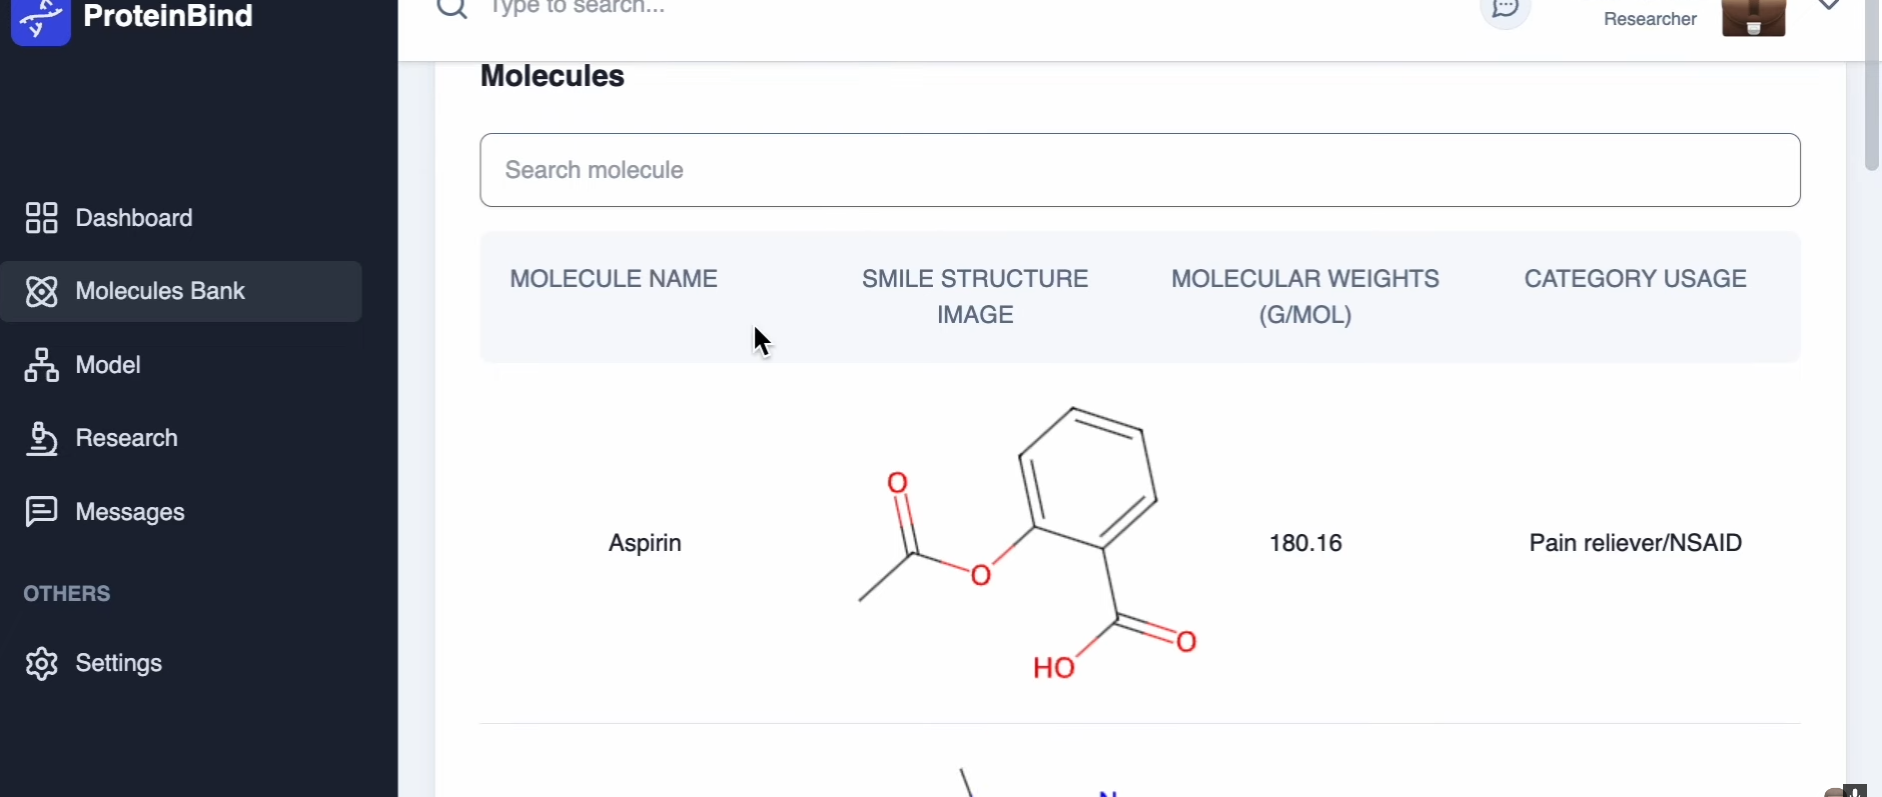 ProteinBind
Type to search...
Researcher
Dashboard
Molecules Bank
Model
Research
Messages
OTHERS
Settings
Molecules
Search molecule
MOLECULE NAME
SMILE STRUCTURE
IMAGE
MOLECULAR WEIGHTS
(G/MOL)
CATEGORY USAGE
Aspirin
O
O
O
HO
180.16
Pain reliever/NSAID
N